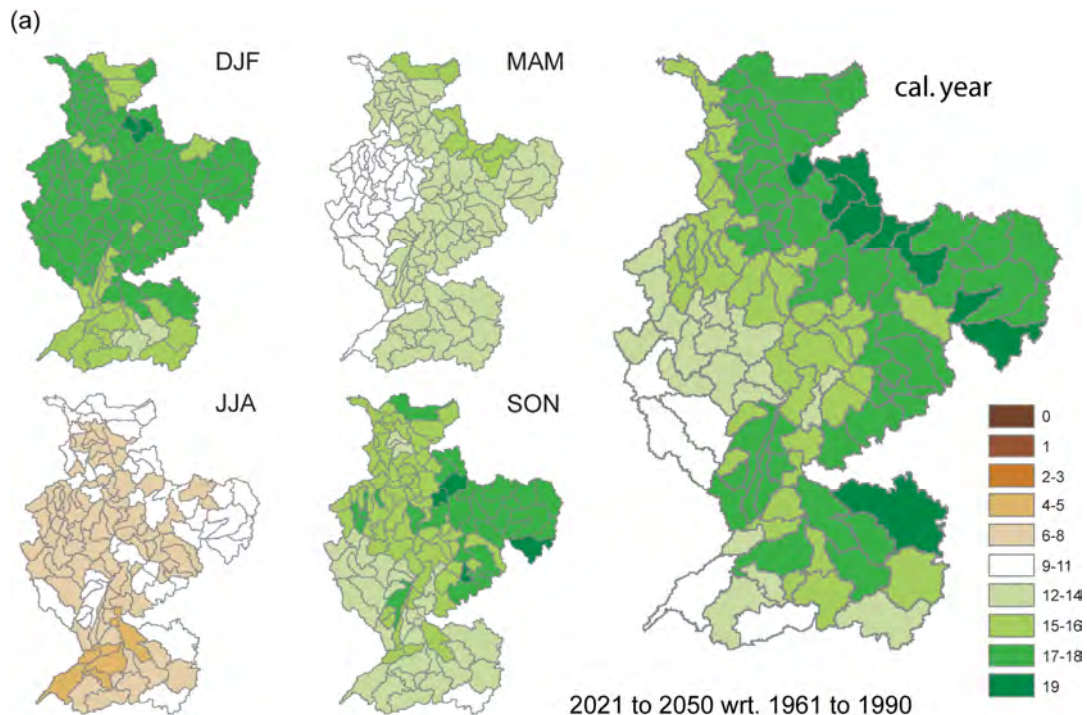 (a)
DJF
MAM
cal. year
JJA
SON
0
1
2-3
4-5
6-8
9-11
12-14
15-16
17-18
19
2021 to 2050 wrt. 1961 to 1990